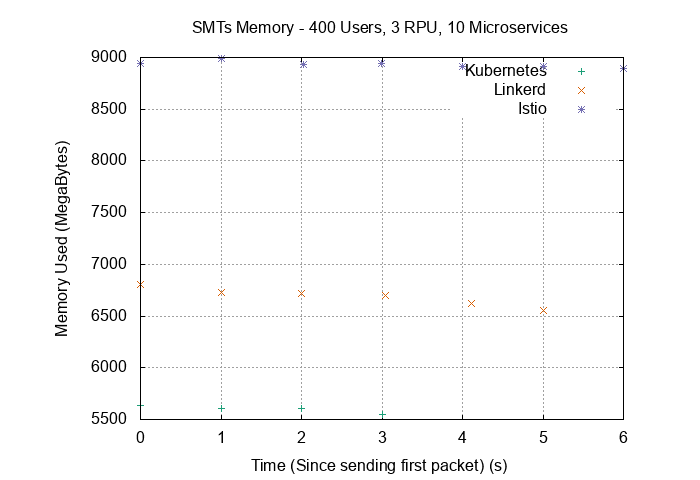 SMTs Memory - 400 Users, 3 RPU, 10 Microservices
9000
8500
8000
7500
7000
6500
6000
5500
Memory Used (MegaBytes)
Kubernetes
Linkerd
Istio
0 1 2 3 4 5 6
Time (Since sending first packet) (s)